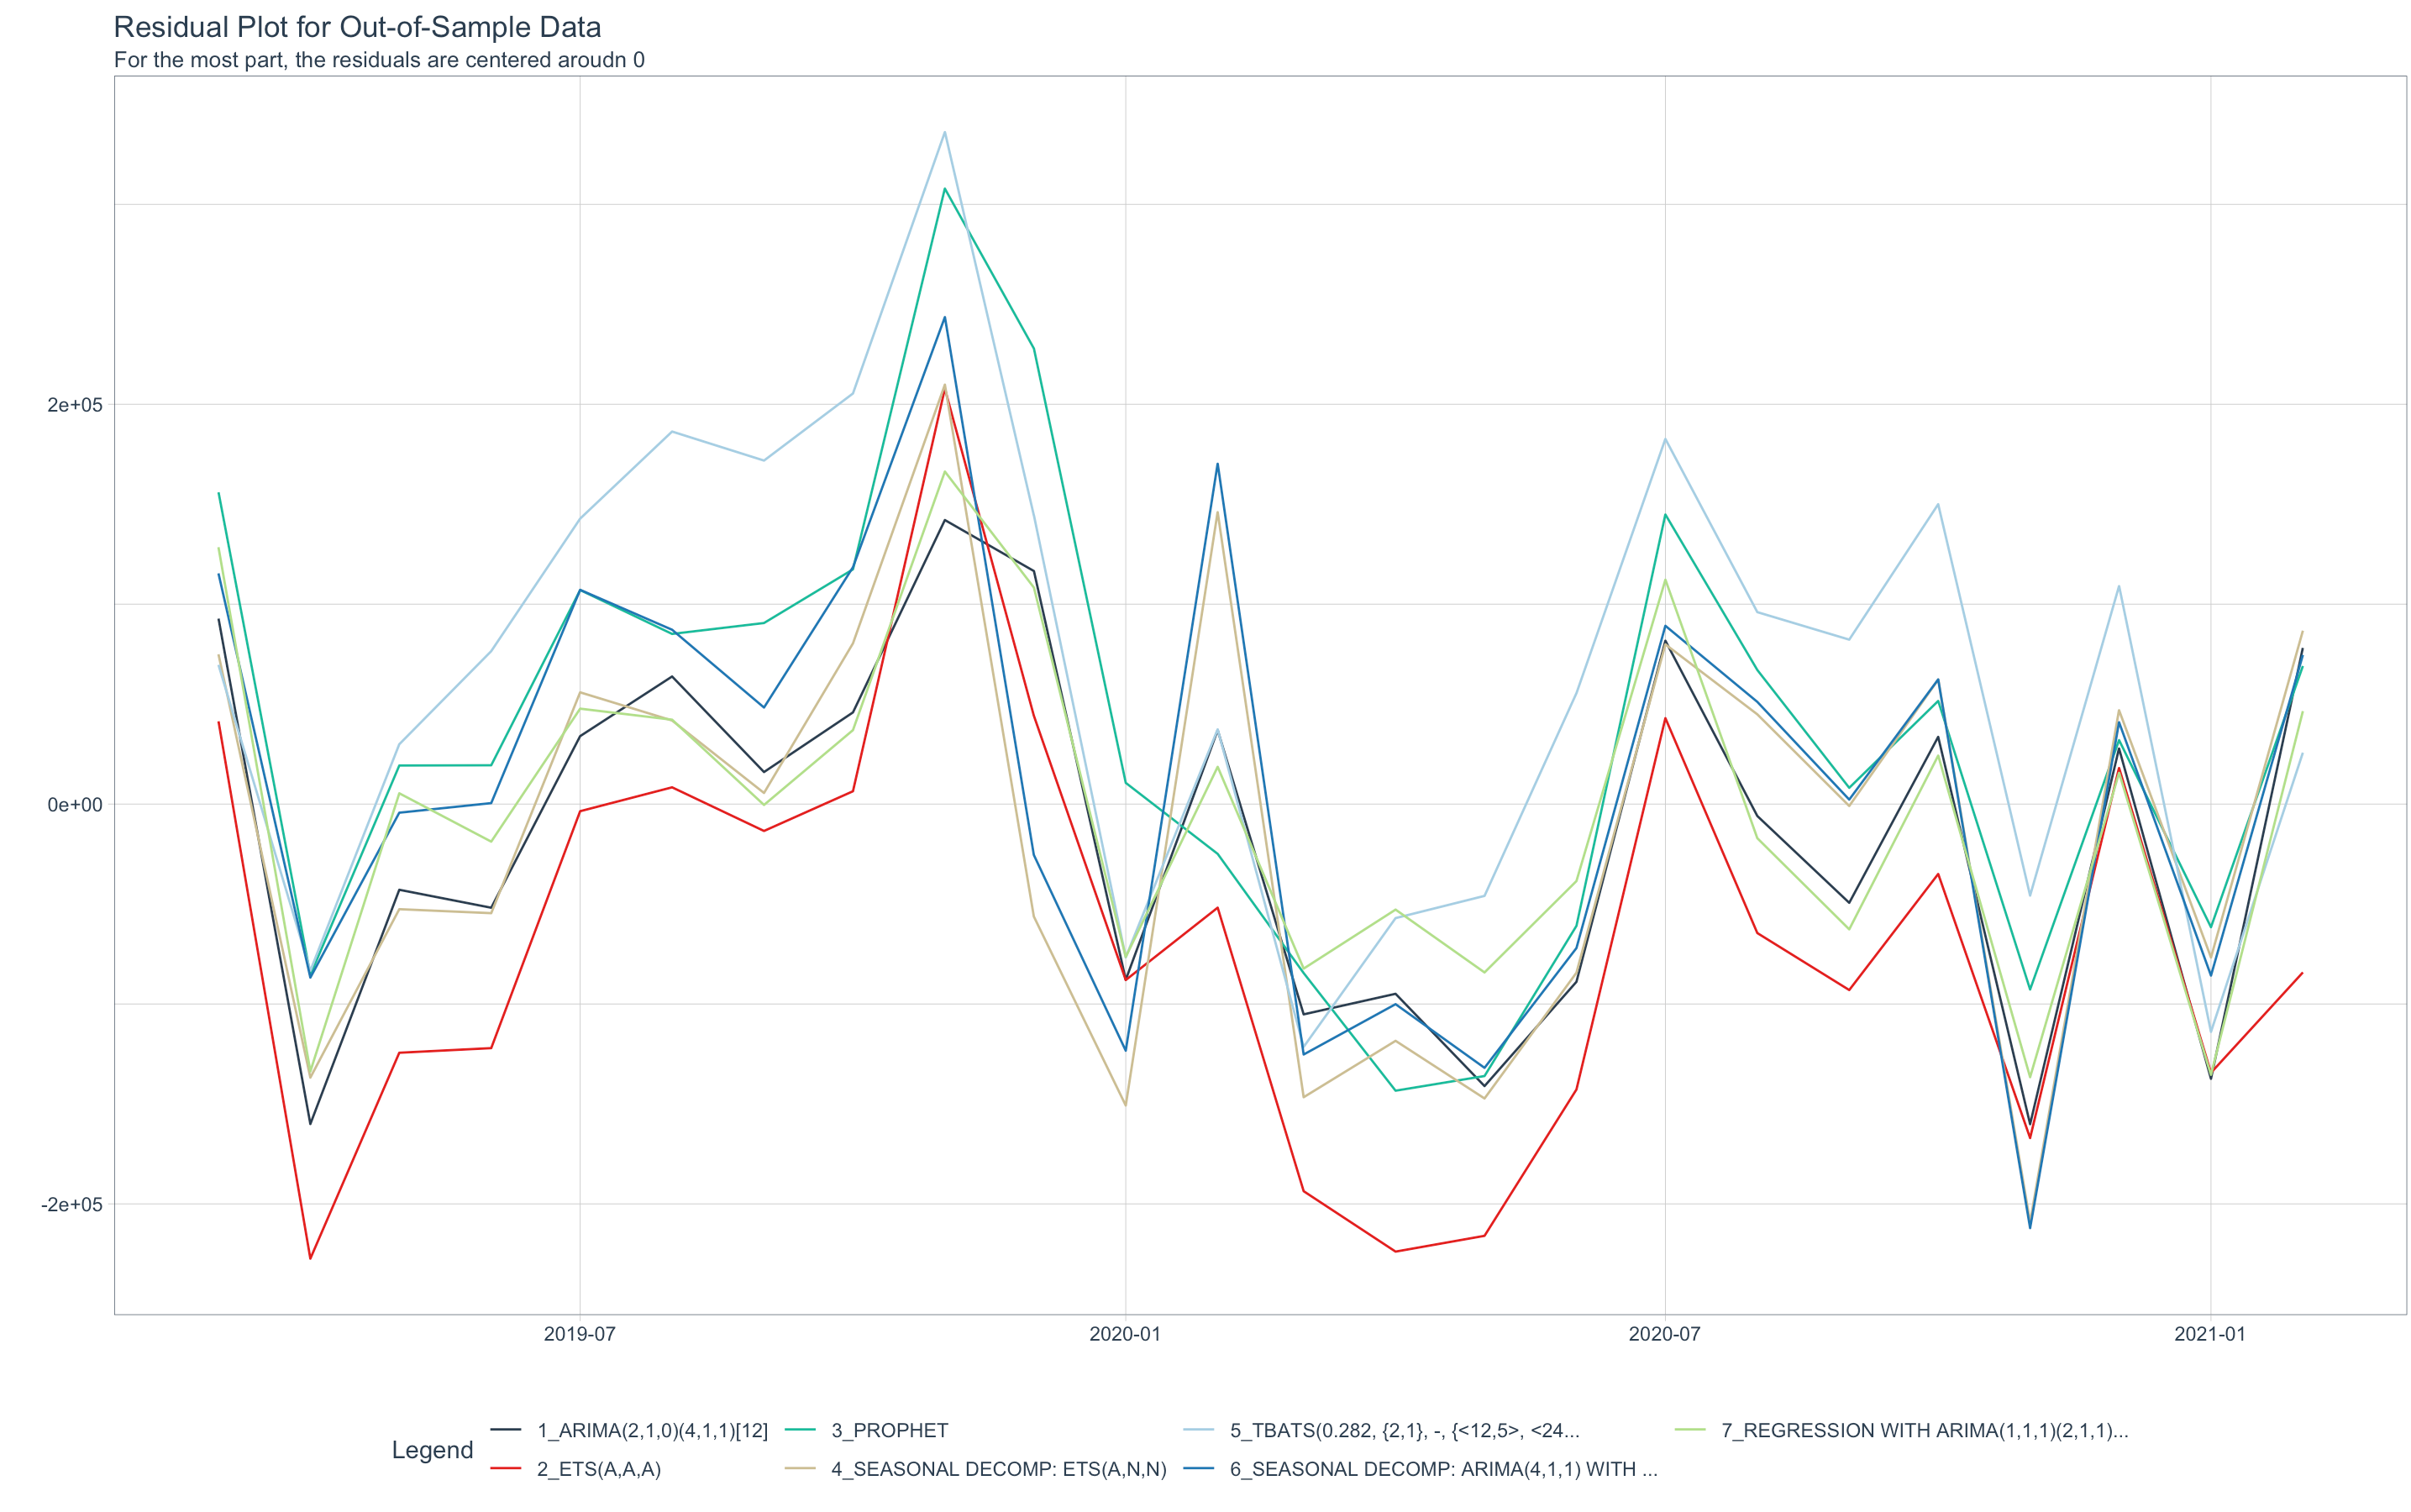 Residual Plot for Out-of-Sample Data
For the most part, the residuals are centered aroudn 0
2e+05
0e+00
-2e+05
2019-07
2020-01
2020-07
2021-01
Legend
1_ARIMA(2,1,0)(4,1,1)[12]
2_ETS(A,A,A)
3_PROPHET
4_SEASONAL DECOMP: ETS(A,N,N)
5_TBATS(0.282, {2,1}, -, {<12,5>, <24...
6_SEASONAL DECOMP: ARIMA(4,1,1) WITH ...
7_REGRESSION WITH ARIMA(1,1,1)(2,1,1)...